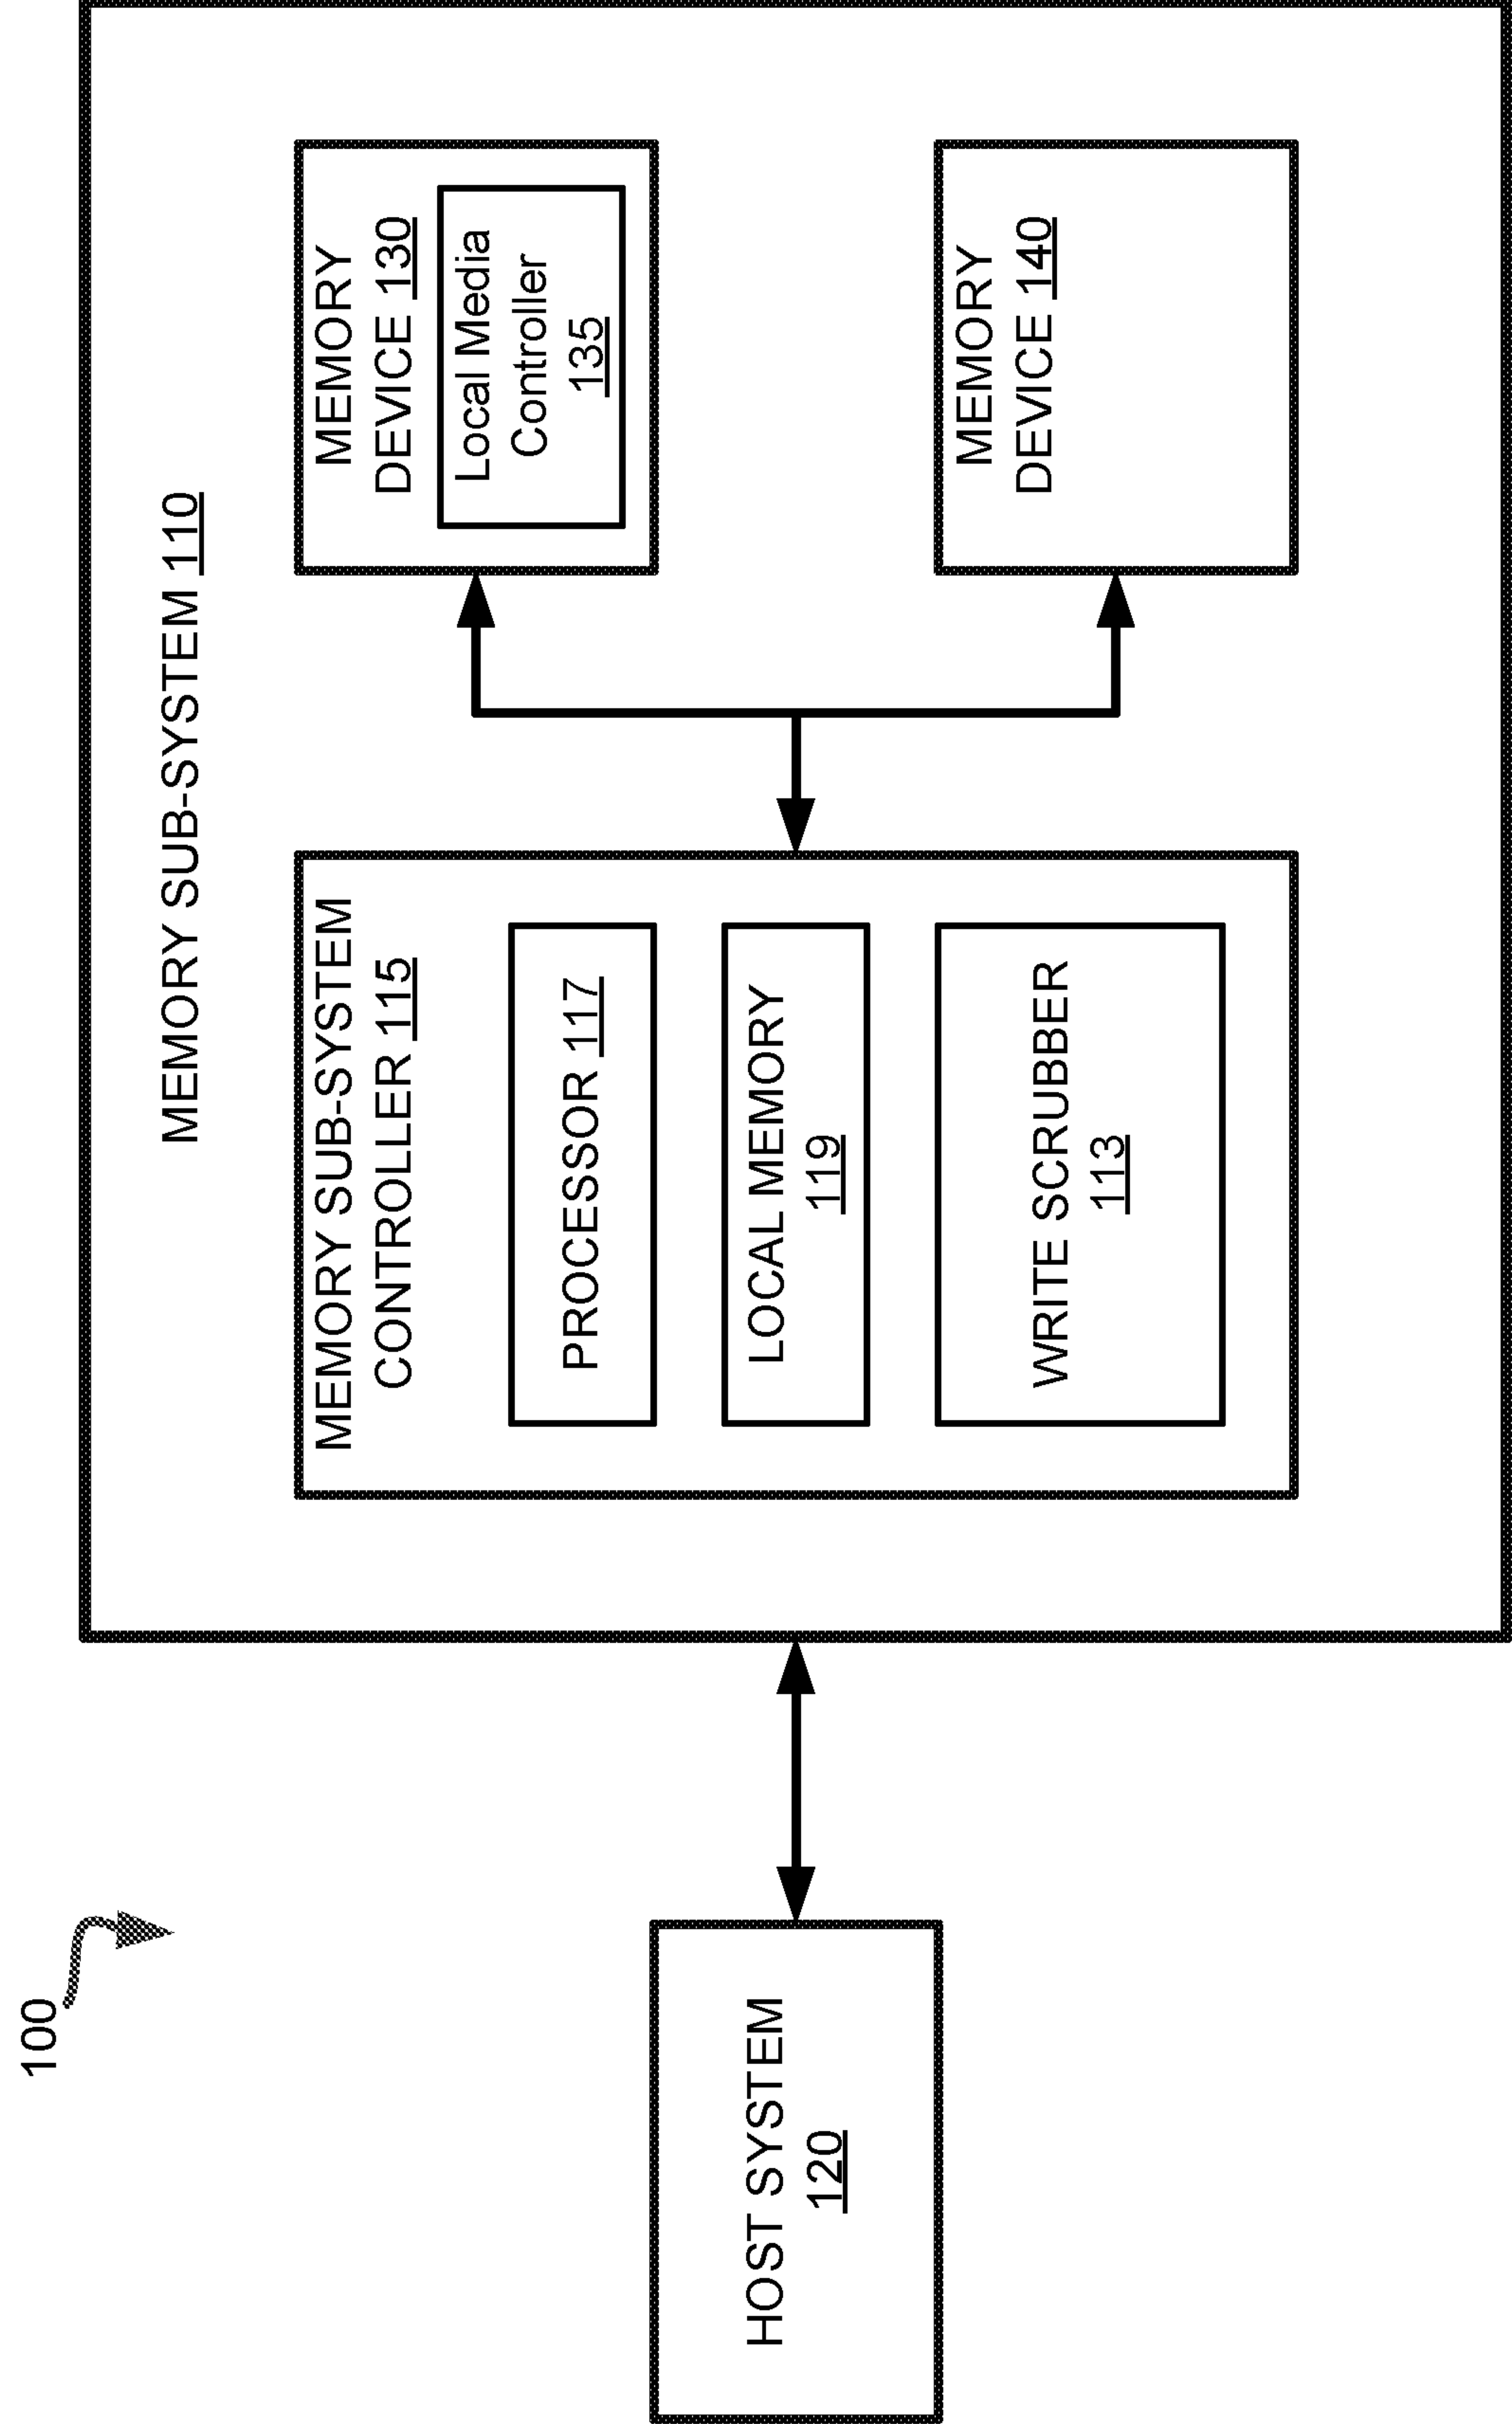 100
MEMORY SUB-SYSTEM 110
HOST SYSTEM
120
MEMORY SUB-SYSTEM
CONTROLLER 115
PROCESSOR 117
LOCAL MEMORY
119
WRITE SCRUBBER
113
MEMORY
DEVICE 130
Local Media
Controller
135
MEMORY
DEVICE 140